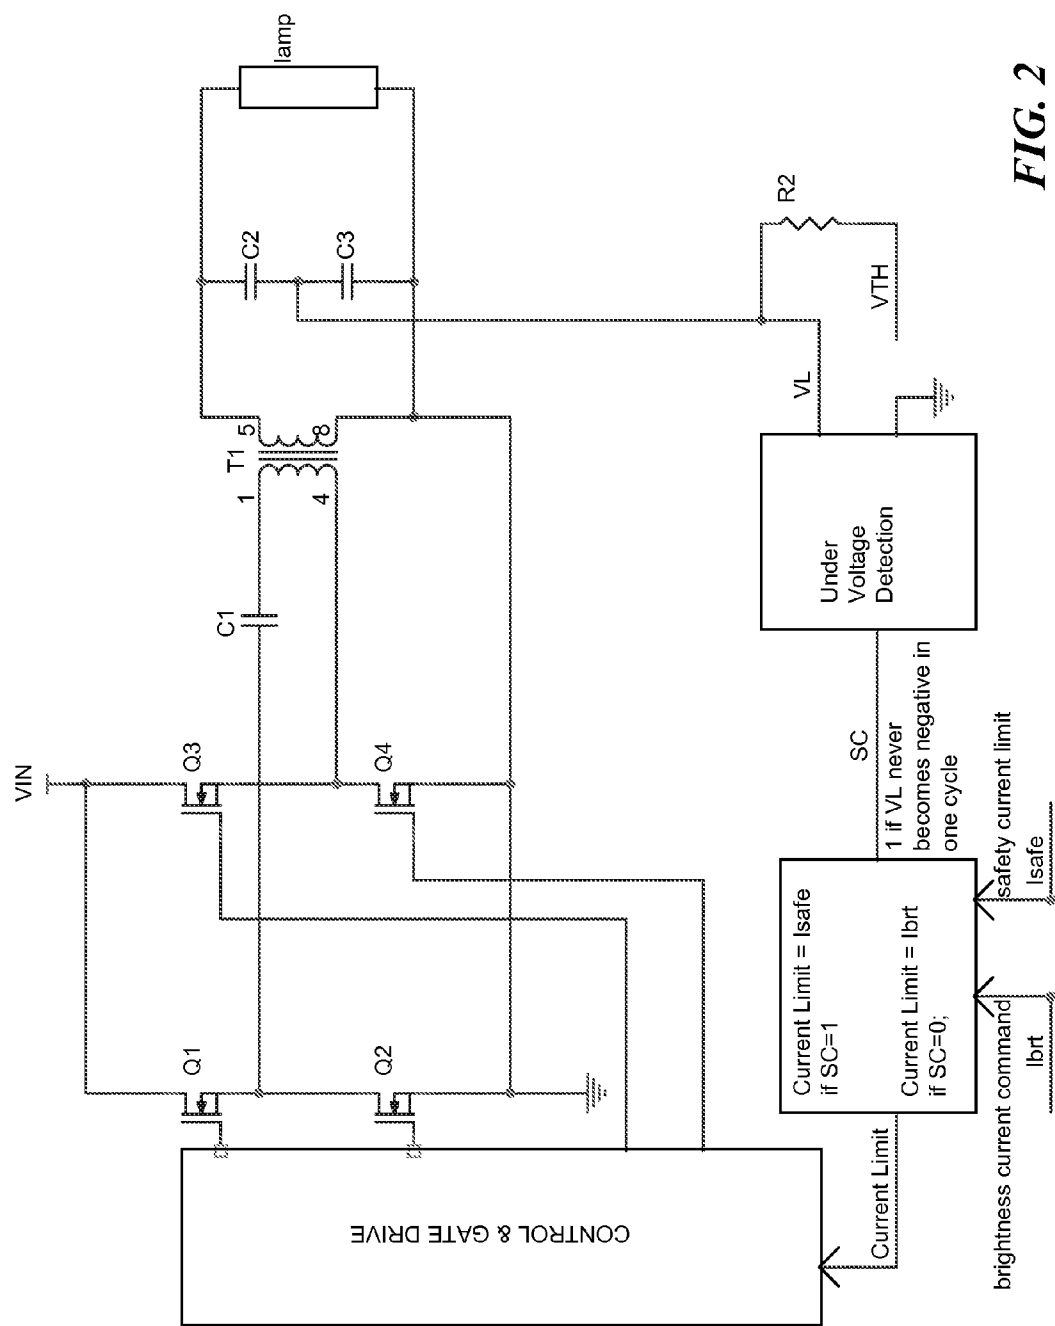 FIG. 2
lamp
C2
C3
R2
VTH
VL
5
8
T1
1
4
C1
VIN
Q3
Q4
Q1
Q2
Under
Voltage
Detection
SC
1 if VL never
becomes negative in
one cycle
safety current limit
Isafe
Current Limit = Isafe
if SC=1
Current Limit = Ibrt
if SC=0;
brightness current command
Ibrt
Current Limit
CONTROL & GATE DRIVE